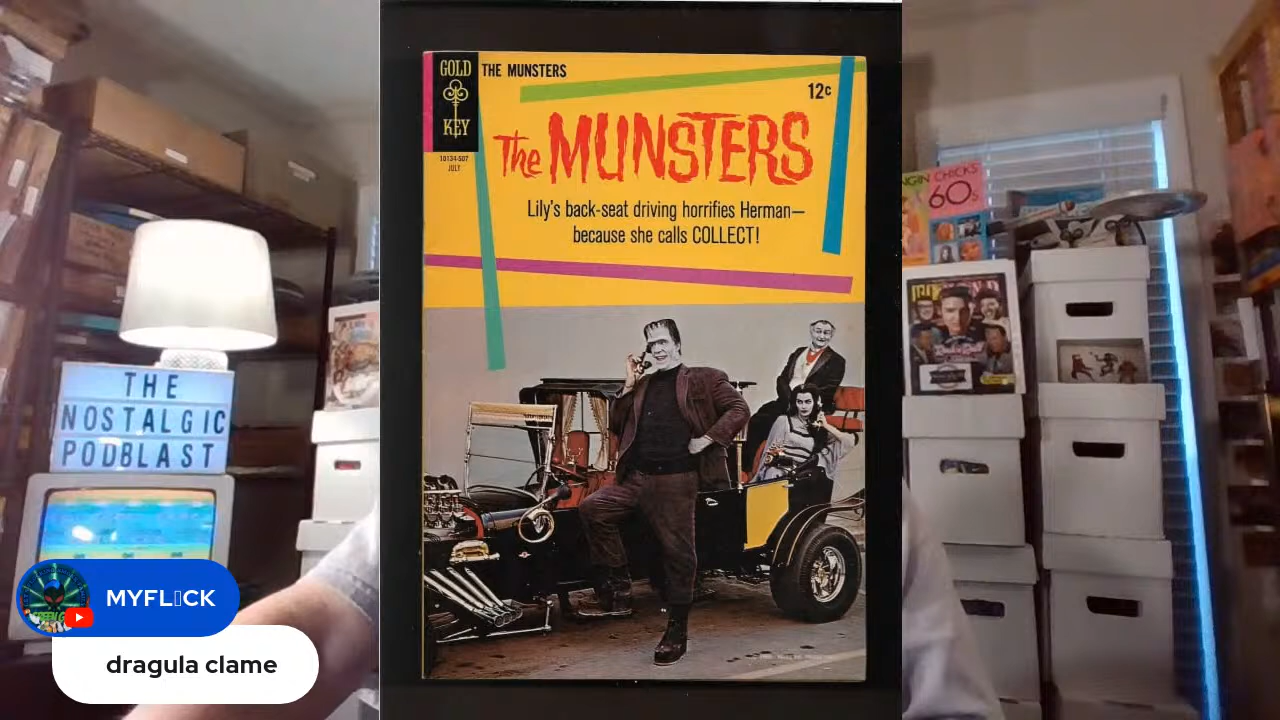 GOLD
KEY
10134-507
JULY
THE MUNSTERS
12c
The MUNSTERS
Lily's back-seat driving horrifies Herman—
because she calls COLLECT!
THE
NOSTALGIC
PODBLAST
60s
MYFL▯CK
dragula clame